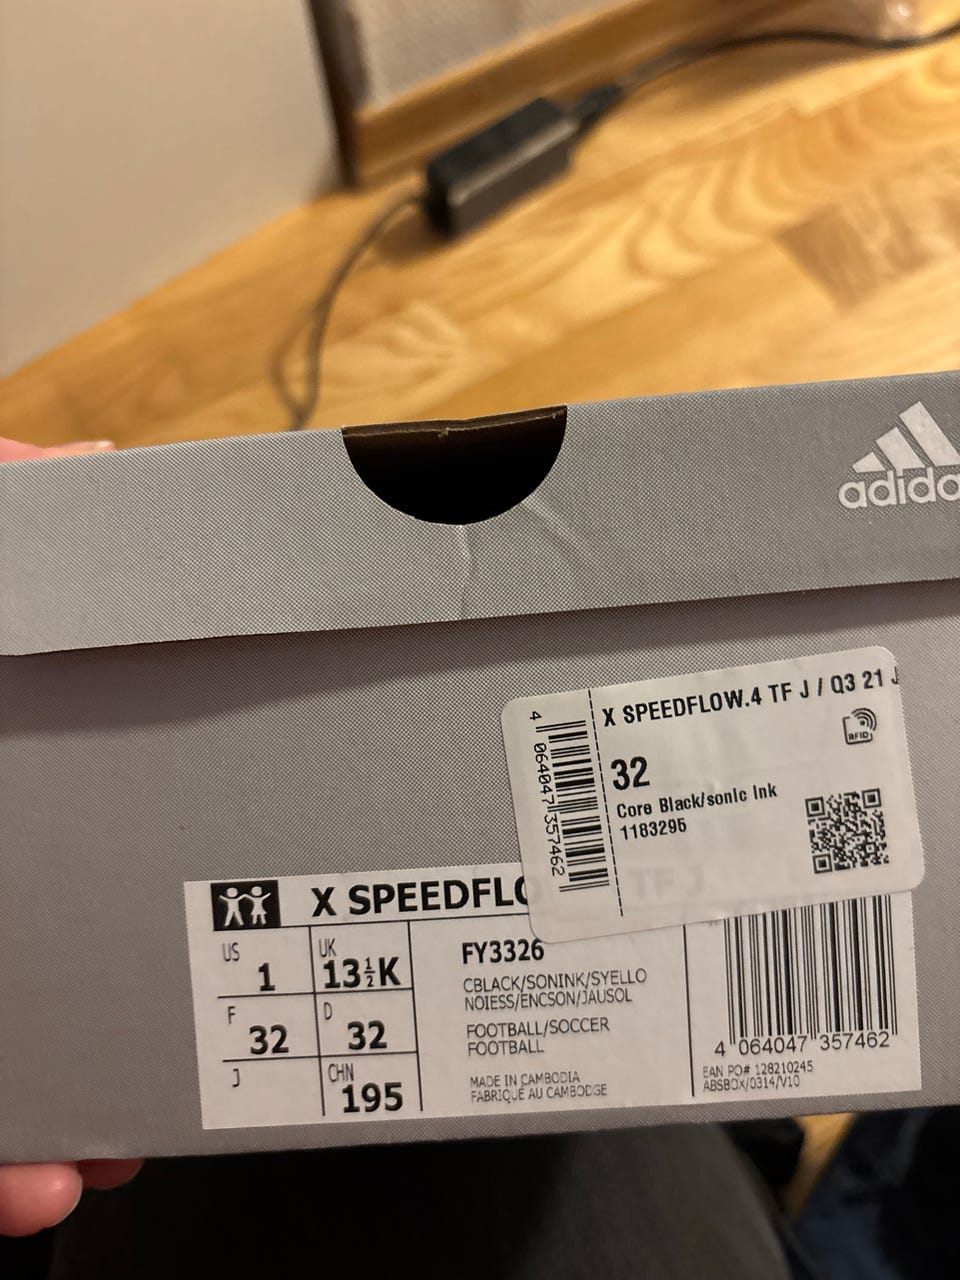 adida
X SPEEDFLOW.4 TF J / Q3 21 J
RFID
32
Core Black/sonic Ink
1183295
4 064047 357462
X SPEEDFLO TF J
US 1
UK 13½K
F 32
D 32
J
CHN 195
FY3326
CBLACK/SONINK/SYELLO
NOIESS/ENCSON/JAUSOL
FOOTBALL/SOCCER
FOOTBALL
MADE IN CAMBODIA
FABRIQUÉ AU CAMBODGE
4 064047 357462
EAN PO# 128210245
ABSBOX/0314/V10